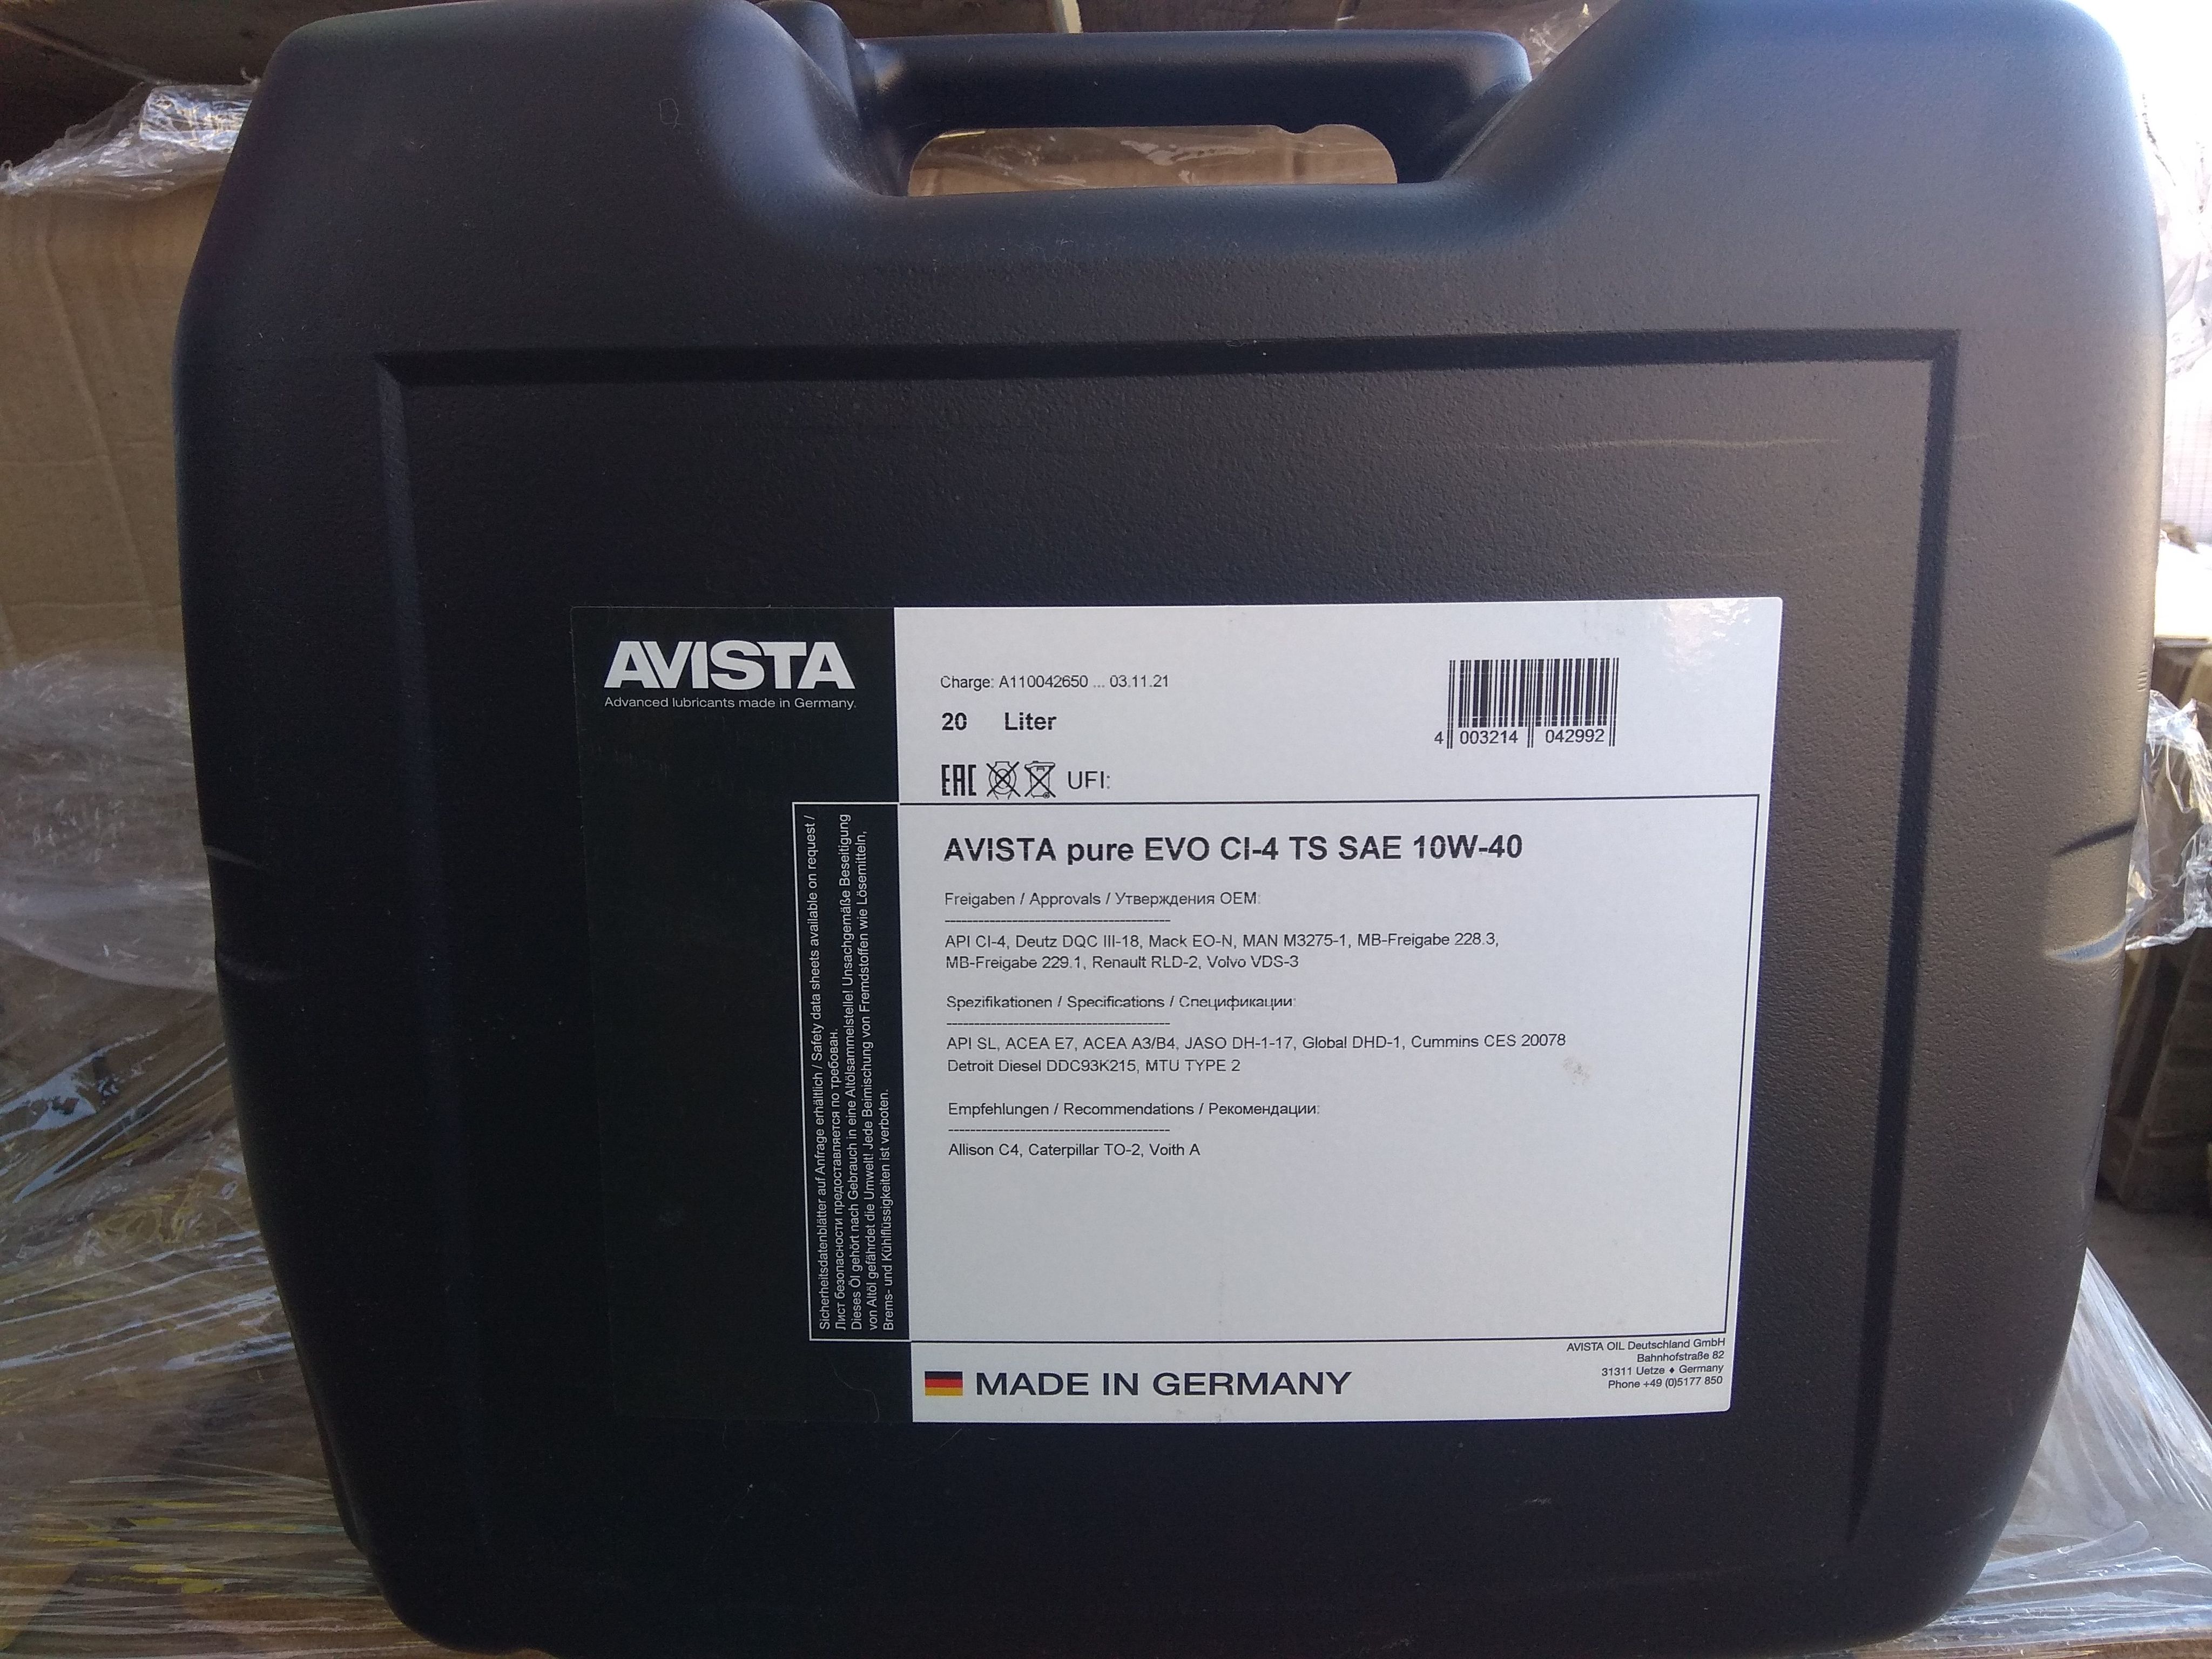 AVISTA
Advanced lubricants made in Germany.
Charge: A110042650 ... 03.11.21
20 Liter
4 003214 042992
EAC UFI:
AVISTA pure EVO CI-4 TS SAE 10W-40
Freigaben / Approvals / Утверждения OEM:
----------------------------------------
API CI-4, Deutz DQC III-18, Mack EO-N, MAN M3275-1, MB-Freigabe 228.3,
MB-Freigabe 229.1, Renault RLD-2, Volvo VDS-3
Spezifikationen / Specifications / Спецификации:
----------------------------------------
API SL, ACEA E7, ACEA A3/B4, JASO DH-1-17, Global DHD-1, Cummins CES 20078
Detroit Diesel DDC93K215, MTU TYPE 2
Empfehlungen / Recommendations / Рекомендации:
----------------------------------------
Allison C4, Caterpillar TO-2, Voith A
Sicherheitsdatenblätter auf Anfrage erhältlich / Safety data sheets available on request /
Лист безопасности предоставляется по требован.
Dieses Öl gehört nach Gebrauch in eine Altölsammelstelle! Unsachgemäße Beseitigung
von Altöl gefährdet die Umwelt! Jede Beimischung von Fremdstoffen wie Lösemitteln,
Brems- und Kühlflüssigkeiten ist verboten.
MADE IN GERMANY
AVISTA OIL Deutschland GmbH
Bahnhofstraße 82
31311 Uetze ♦ Germany
Phone +49 (0)5177 850